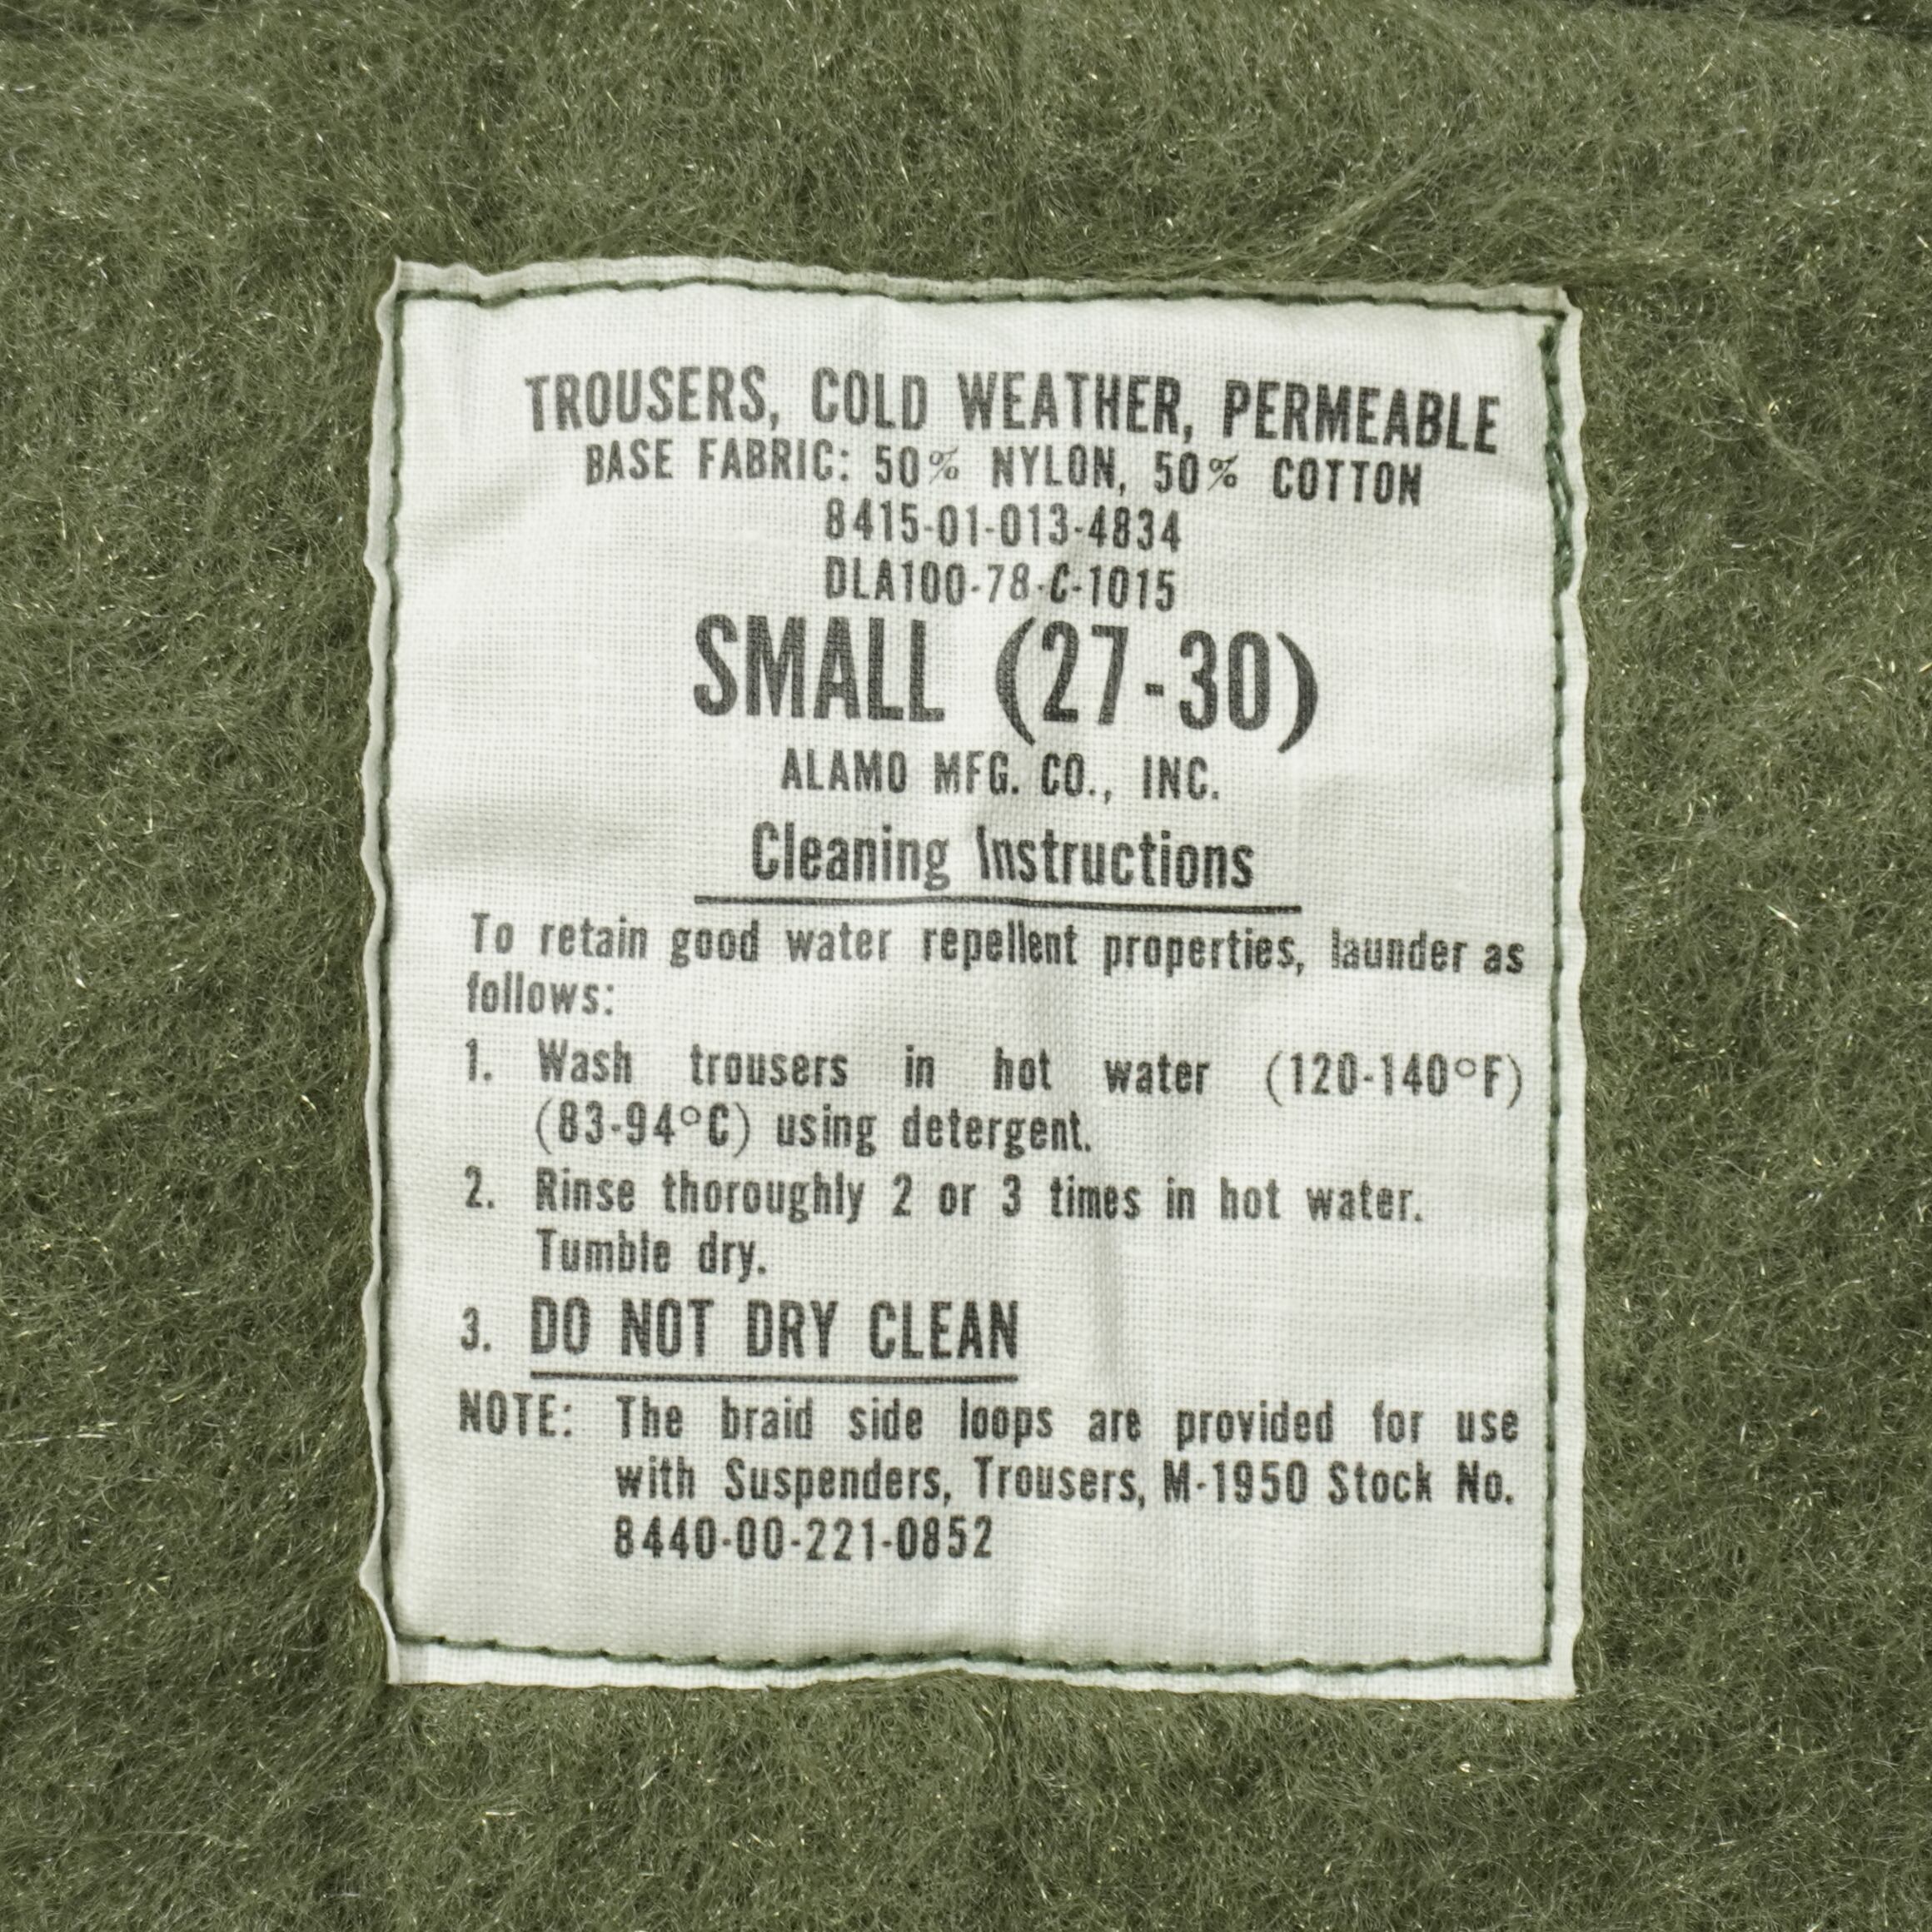 TROUSERS, COLD WEATHER, PERMEABLE
BASE FABRIC: 50% NYLON, 50% COTTON
8415-01-013-4834
DLA100-78-C-1015
SMALL (27-30)
ALAMO MFG. CO., INC.
Cleaning Instructions
To retain good water repellent properties, launder as
follows:
1. Wash trousers in hot water (120-140°F)
(83-94°C) using detergent.
2. Rinse thoroughly 2 or 3 times in hot water.
Tumble dry.
3. DO NOT DRY CLEAN
NOTE: The braid side loops are provided for use
with Suspenders, Trousers, M-1950 Stock No.
8440-00-221-0852